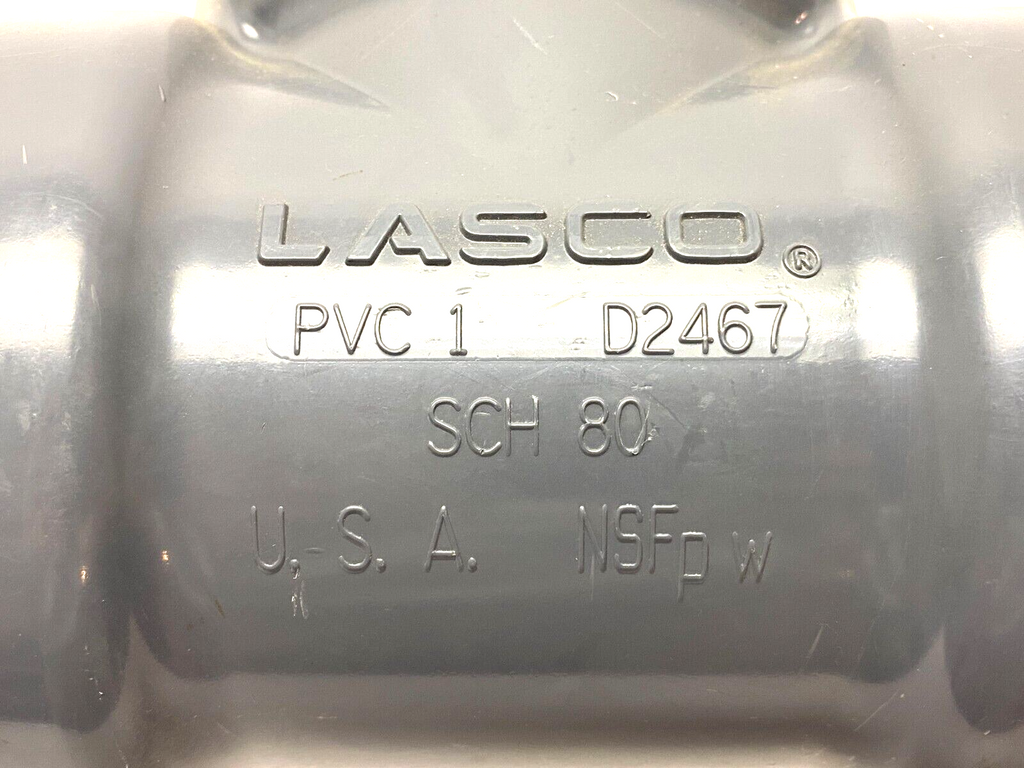 LASCO®
PVC 1 D2467
SCH 80
U.S.A. NSFpw